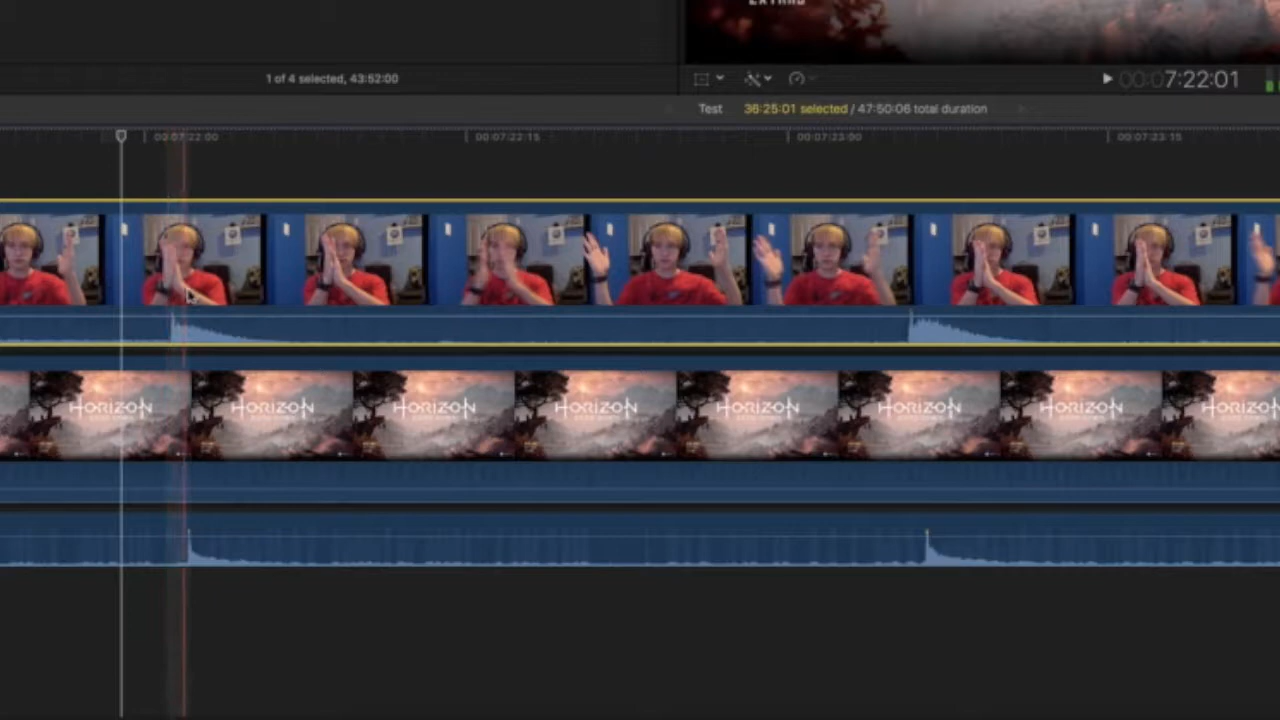 1 of 4 selected, 43:52:00
00:07:22:01
Test 36:25:01 selected / 47:50:06 total duration
00:07:22:00 00:07:22:15 00:07:23:00 00:07:23:15
HORIZON HORIZON HORIZON HORIZON HORIZON HORIZON HORIZON